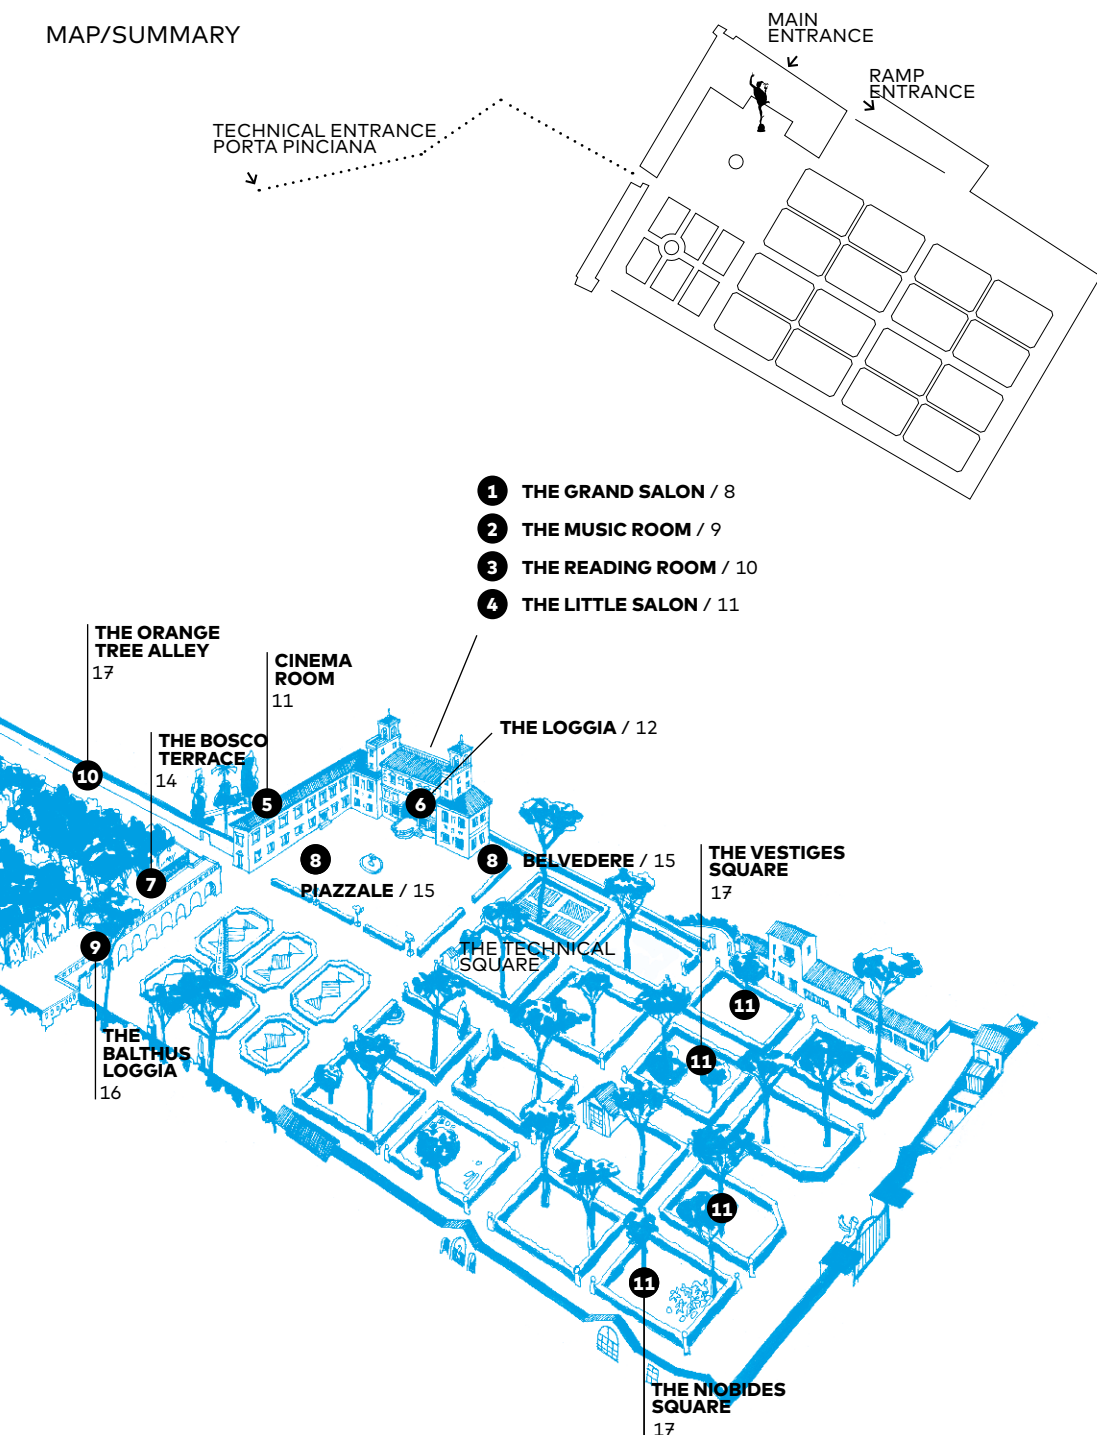 MAP/SUMMARY
MAIN
ENTRANCE
RAMP
ENTRANCE
TECHNICAL ENTRANCE
PORTA PINCIANA
1 THE GRAND SALON / 8
2 THE MUSIC ROOM / 9
3 THE READING ROOM / 10
4 THE LITTLE SALON / 11
THE ORANGE
TREE ALLEY
17
CINEMA
ROOM
11
THE LOGGIA / 12
THE BOSCO
TERRACE
14
10
5
6
8
PIAZZALE / 15
8 BELVEDERE / 15
THE VESTIGES
SQUARE
17
7
9
THE TECHNICAL
SQUARE
11
11
THE
BALTHUS
LOGGIA
16
11
11
THE NIOBIDES
SQUARE
17